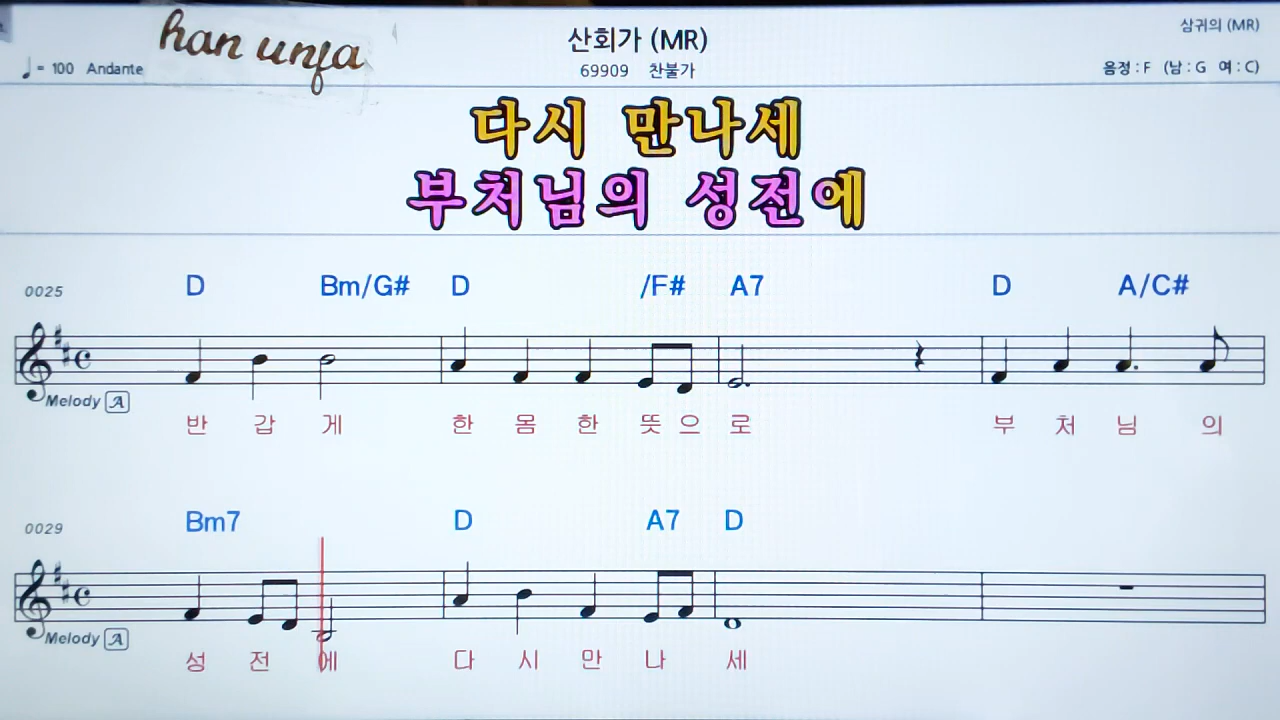 han unja
산회가 (MR)
삼귀의 (MR)
♩ = 100 Andante
69909 찬불가
음정 : F (남 : G 여 : C)
다시 만나세
부처님의 성전에
0025 D Bm/G# D /F# A7 D A/C#
Melody A
반 갑 게 한 몸 한 뜻 으 로 부 처 님 의
0029 Bm7 D A7 D
Melody A
성 전 에 다 시 만 나 세